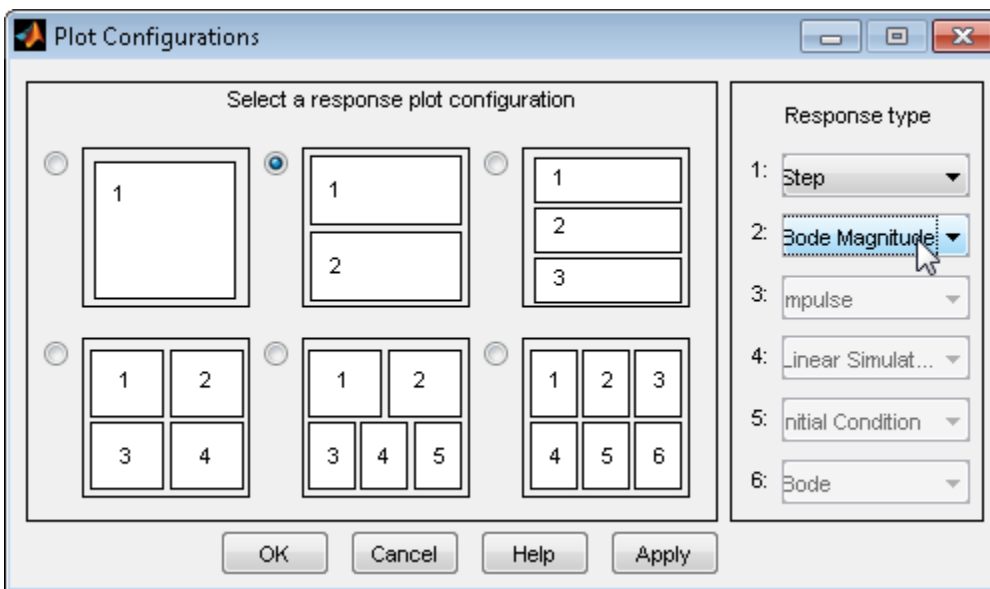 Plot Configurations
Select a response plot configuration
1
1
2
1
2
3
1 2
3 4
1 2
3 4 5
1 2 3
4 5 6
Response type
1: Step
2: Bode Magnitude
3: mpulse
4: Linear Simulat...
5: nitial Condition
6: Bode
OK Cancel Help Apply